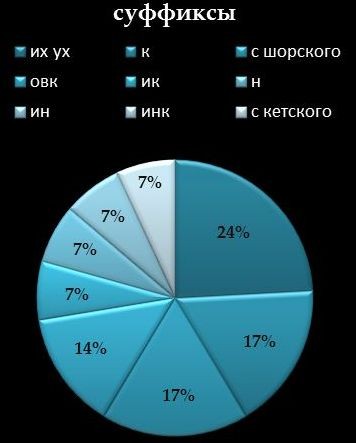 суффиксы
их ух к с шорского
овк ик н
ин инк с кетского
7%
24%
7%
7%
7%
17%
14%
17%